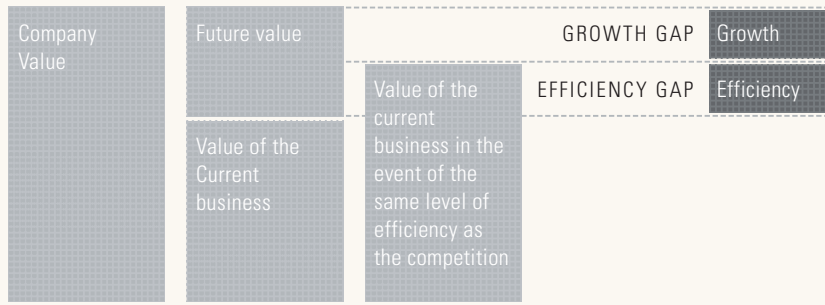 Company
Value
Future value
GROWTH GAP
Growth
Value of the
current
business in the
event of the
same level of
efficiency as
the competition
EFFICIENCY GAP
Efficiency
Value of the
Current
business